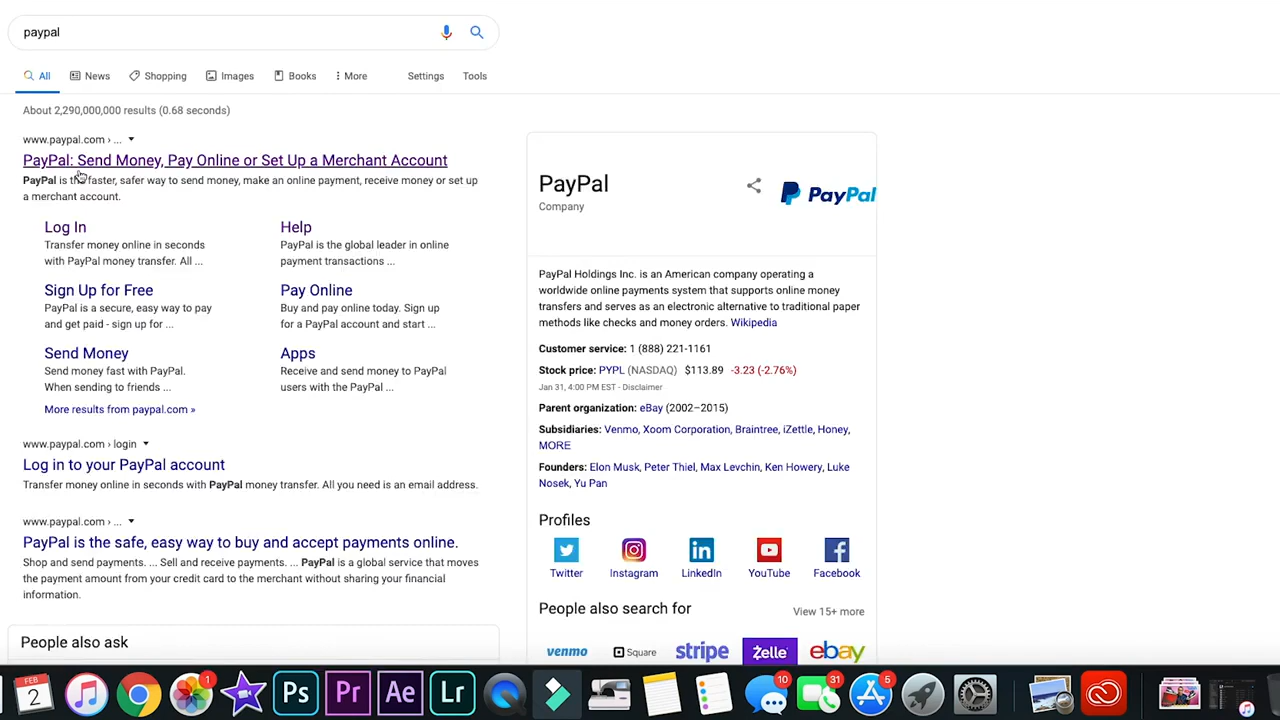 paypal
All News Shopping Images Books More Settings Tools
About 2,290,000,000 results (0.68 seconds)
www.paypal.com › ...
PayPal: Send Money, Pay Online or Set Up a Merchant Account
PayPal is the faster, safer way to send money, make an online payment, receive money or set up
a merchant account.
Log In
Transfer money online in seconds
with PayPal money transfer. All ...
Help
PayPal is the global leader in online
payment transactions ...
Sign Up for Free
PayPal is a secure, easy way to pay
and get paid - sign up for ...
Pay Online
Buy and pay online today. Sign up
for a PayPal account and start ...
Send Money
Send money fast with PayPal.
When sending to friends ...
Apps
Receive and send money to PayPal
users with the PayPal ...
More results from paypal.com »
www.paypal.com › login
Log in to your PayPal account
Transfer money online in seconds with PayPal money transfer. All you need is an email address.
www.paypal.com › ...
PayPal is the safe, easy way to buy and accept payments online.
Shop and send payments. ... Sell and receive payments. ... PayPal is a global service that moves
the payment amount from your credit card to the merchant without sharing your financial
information.
People also ask
PayPal
Company
PayPal
PayPal Holdings Inc. is an American company operating a
worldwide online payments system that supports online money
transfers and serves as an electronic alternative to traditional paper
methods like checks and money orders. Wikipedia
Customer service: 1 (888) 221-1161
Stock price: PYPL (NASDAQ) $113.89 -3.23 (-2.76%)
Jan 31, 4:00 PM EST - Disclaimer
Parent organization: eBay (2002–2015)
Subsidiaries: Venmo, Xoom Corporation, Braintree, iZettle, Honey,
MORE
Founders: Elon Musk, Peter Thiel, Max Levchin, Ken Howery, Luke
Nosek, Yu Pan
Profiles
Twitter Instagram LinkedIn YouTube Facebook
People also search for View 15+ more
venmo Square stripe Zelle ebay
FEB
2
1
Ps Pr Ae Lr
10
31
5